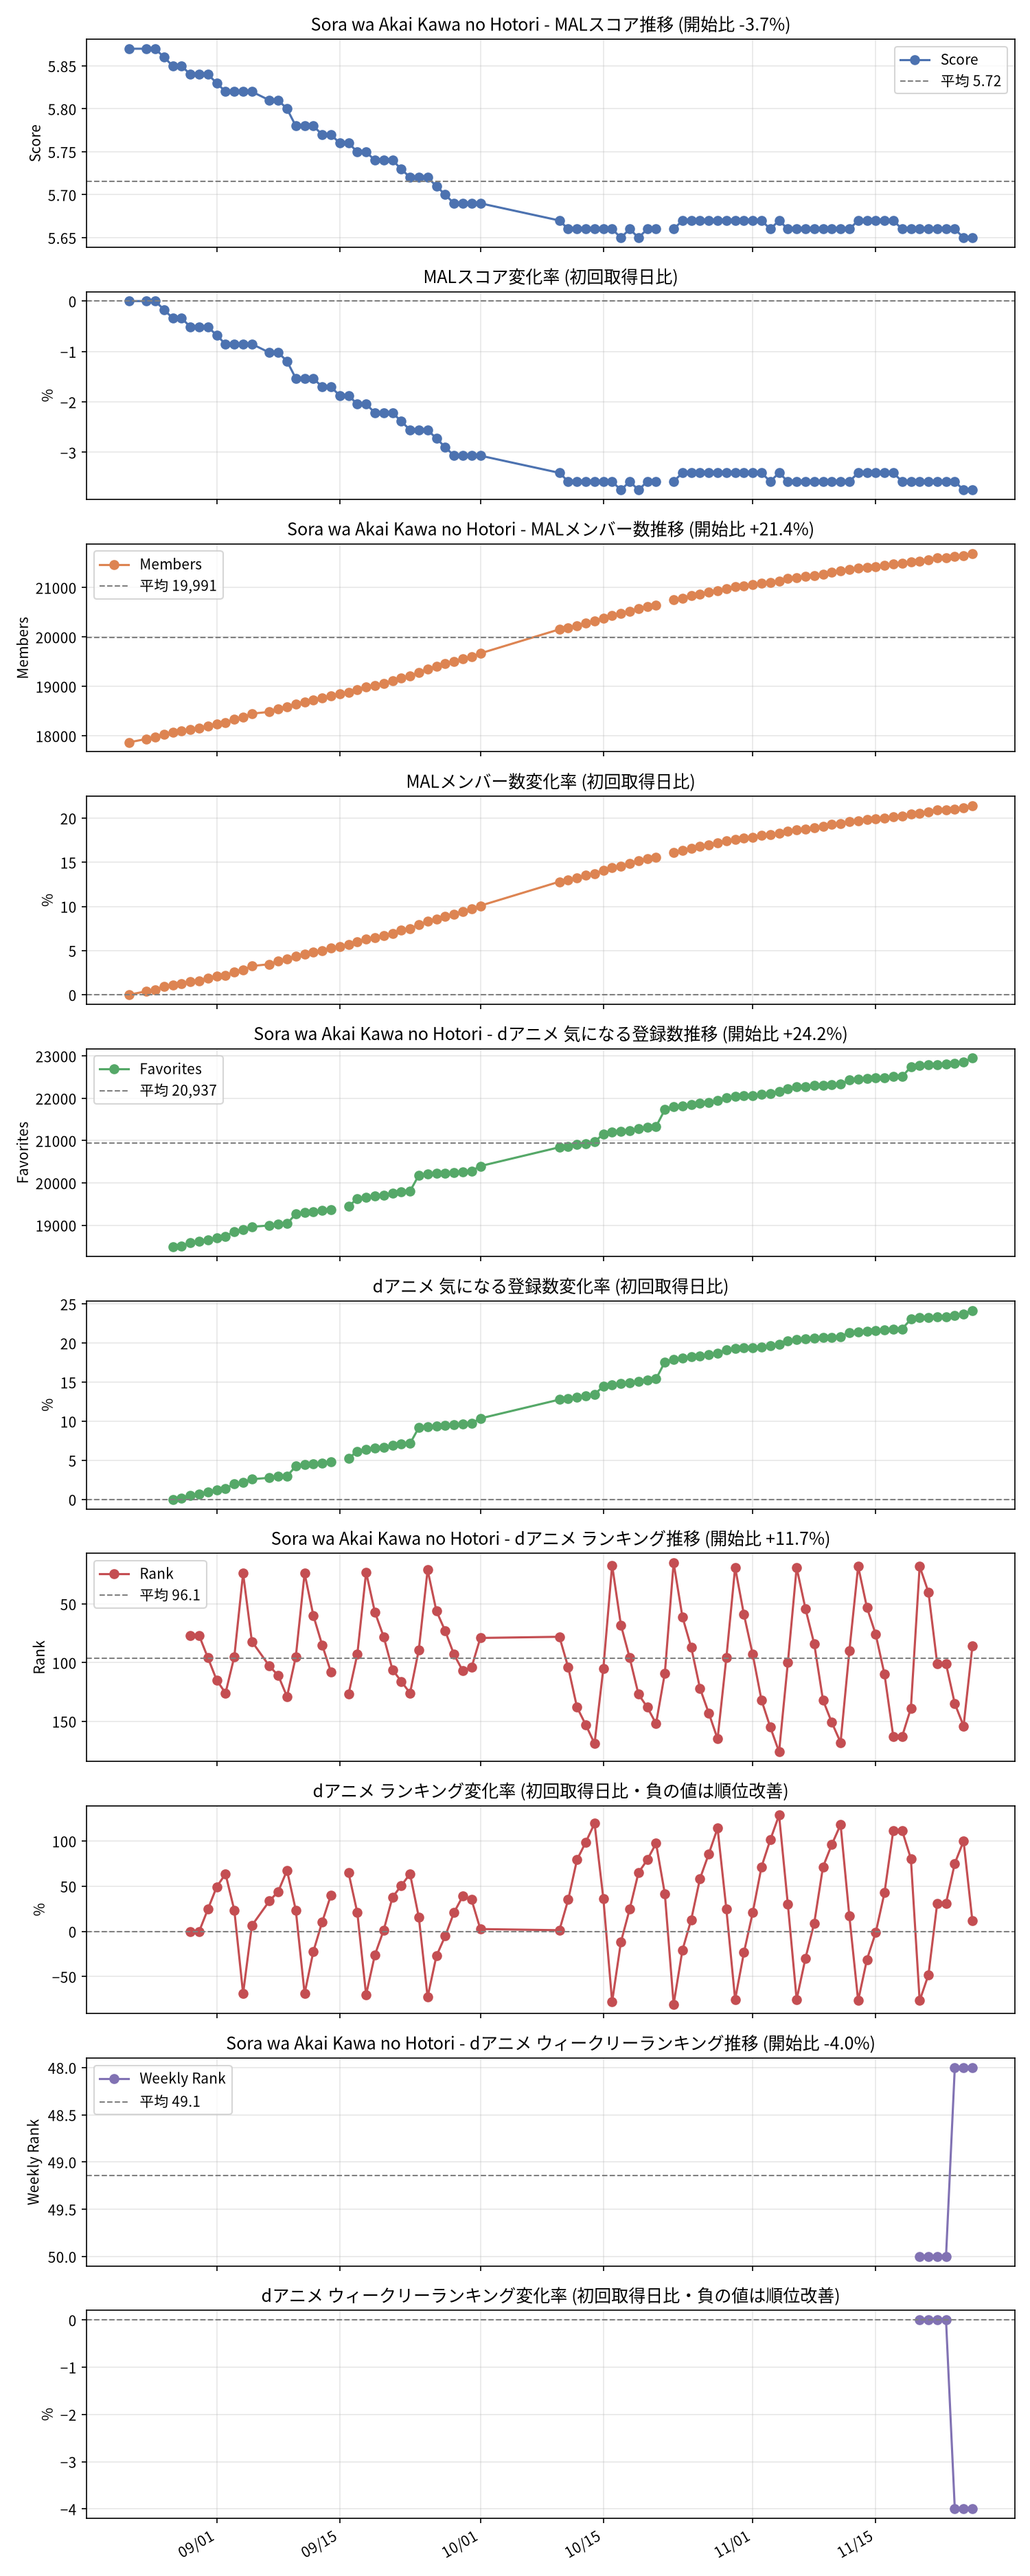 Sora wa Akai Kawa no Hotori - MALスコア推移 (開始比 -3.7%)
Score
平均 5.72
Score
5.85
5.80
5.75
5.70
5.65
MALスコア変化率 (初回取得日比)
%
0
−1
−2
−3
Sora wa Akai Kawa no Hotori - MALメンバー数推移 (開始比 +21.4%)
Members
平均 19,991
Members
21000
20000
19000
18000
MALメンバー数変化率 (初回取得日比)
%
20
15
10
5
0
Sora wa Akai Kawa no Hotori - dアニメ 気になる登録数推移 (開始比 +24.2%)
Favorites
平均 20,937
Favorites
23000
22000
21000
20000
19000
dアニメ 気になる登録数変化率 (初回取得日比)
%
25
20
15
10
5
0
Sora wa Akai Kawa no Hotori - dアニメ ランキング推移 (開始比 +11.7%)
Rank
平均 96.1
Rank
50
100
150
dアニメ ランキング変化率 (初回取得日比・負の値は順位改善)
%
100
50
0
−50
Sora wa Akai Kawa no Hotori - dアニメ ウィークリーランキング推移 (開始比 -4.0%)
Weekly Rank
平均 49.1
Weekly Rank
48.0
48.5
49.0
49.5
50.0
dアニメ ウィークリーランキング変化率 (初回取得日比・負の値は順位改善)
%
0
−1
−2
−3
−4
09/01
09/15
10/01
10/15
11/01
11/15